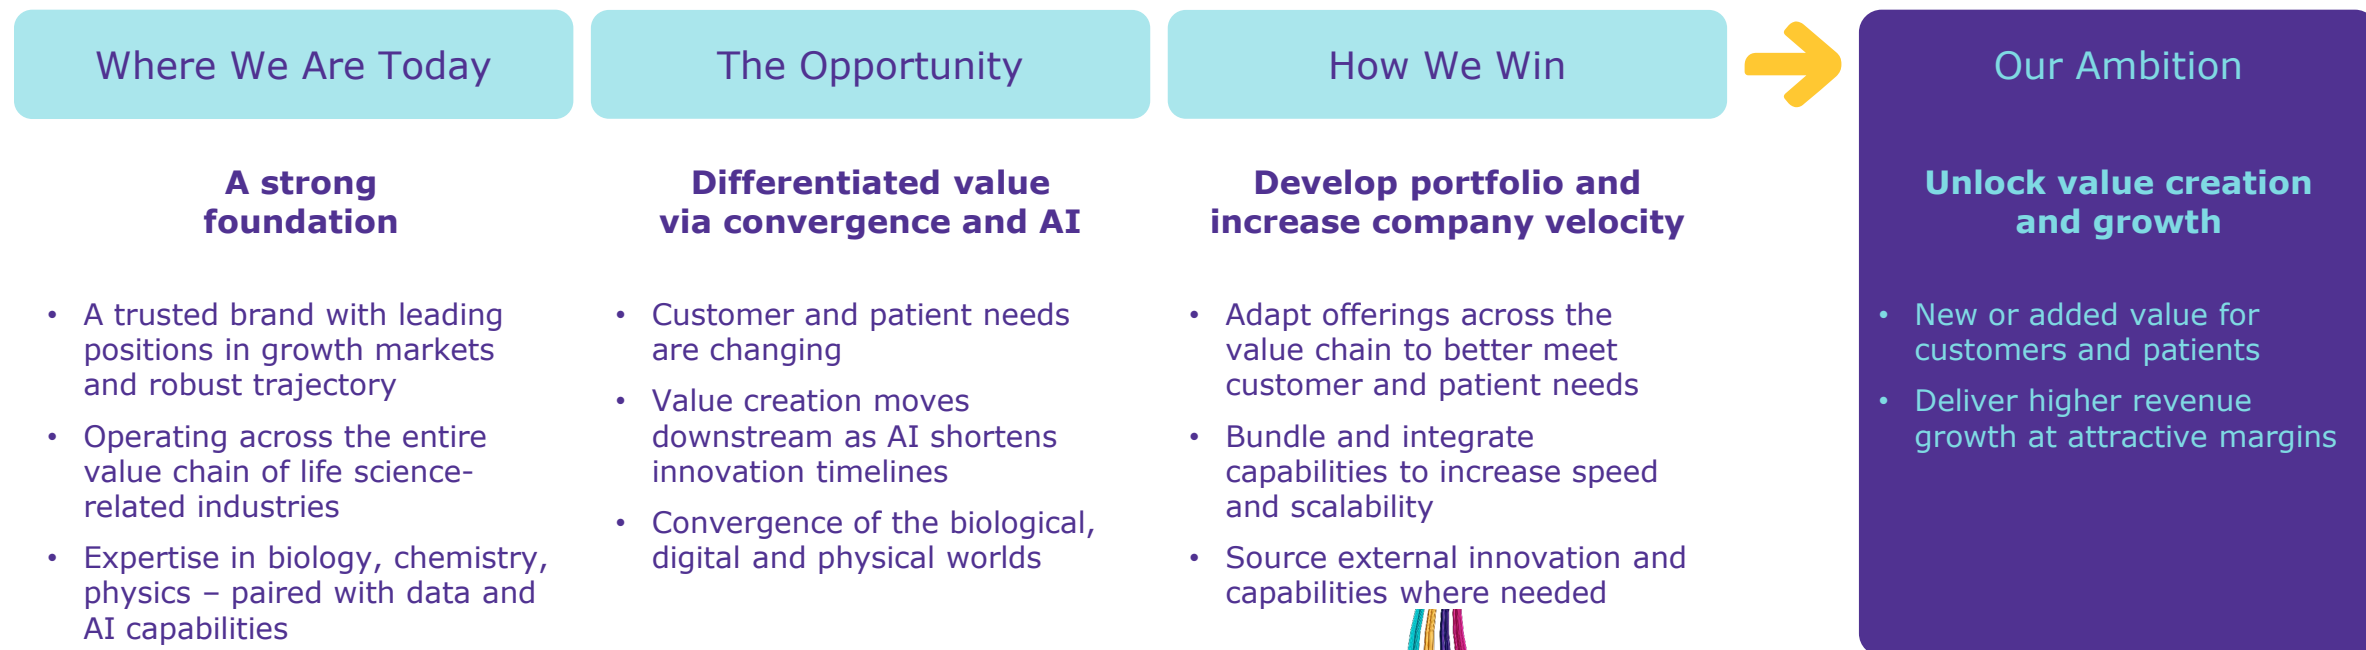 Where We Are Today
A strong
foundation
• A trusted brand with leading
positions in growth markets
and robust trajectory
• Operating across the entire
value chain of life science-
related industries
• Expertise in biology, chemistry,
physics – paired with data and
AI capabilities
The Opportunity
Differentiated value
via convergence and AI
• Customer and patient needs
are changing
• Value creation moves
downstream as AI shortens
innovation timelines
• Convergence of the biological,
digital and physical worlds
How We Win
Develop portfolio and
increase company velocity
• Adapt offerings across the
value chain to better meet
customer and patient needs
• Bundle and integrate
capabilities to increase speed
and scalability
• Source external innovation and
capabilities where needed
Our Ambition
Unlock value creation
and growth
• New or added value for
customers and patients
• Deliver higher revenue
growth at attractive margins